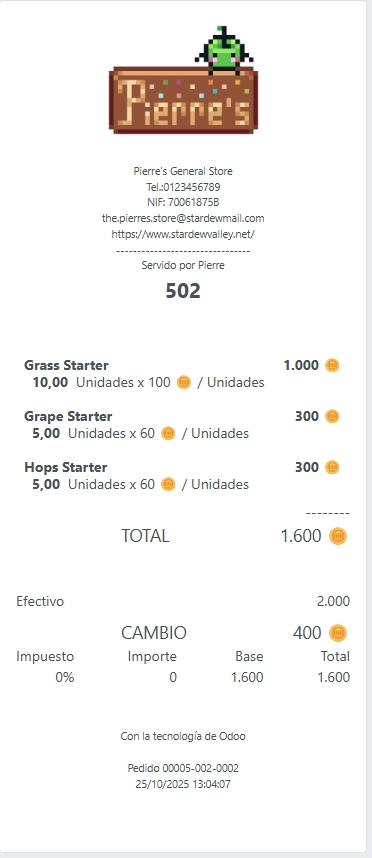 Pierre's
Pierre's General Store
Tel.:0123456789
NIF: 70061875B
the.pierres.store@stardewmail.com
https://www.stardewvalley.net/
--------------------------------
Servido por Pierre
502
Grass Starter 1.000
10,00 Unidades x 100 / Unidades
Grape Starter 300
5,00 Unidades x 60 / Unidades
Hops Starter 300
5,00 Unidades x 60 / Unidades
--------
TOTAL 1.600
Efectivo 2.000
CAMBIO 400
Impuesto Importe Base Total
0% 0 1.600 1.600
Con la tecnología de Odoo
Pedido 00005-002-0002
25/10/2025 13:04:07